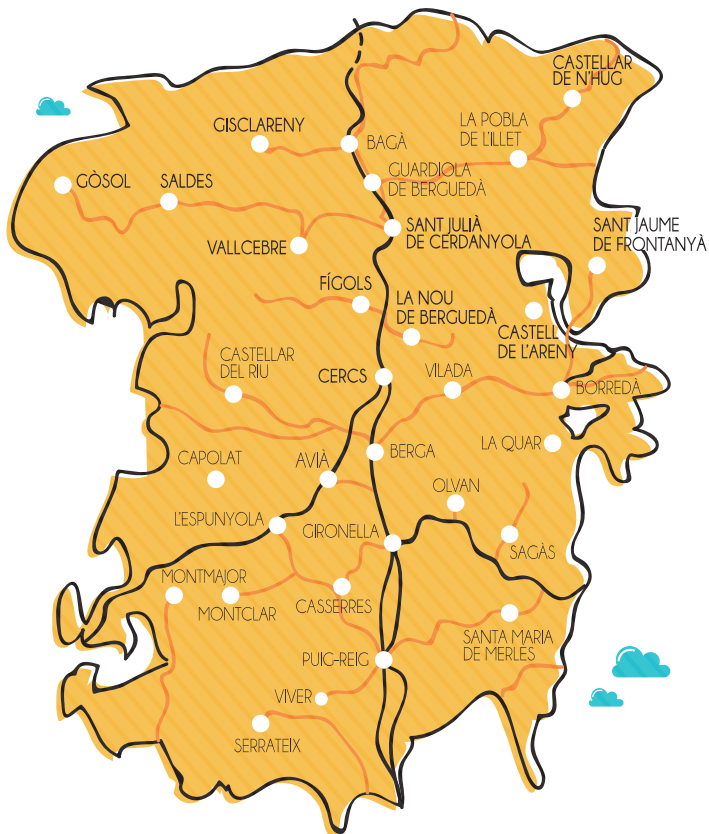 CASTELLAR
DE N'HUG
LA POBLA
DE L'ILLET
GISCLARENY
BAGÀ
GUARDIOLA
DE BERGUEDÀ
GÒSOL
SALDES
SANT JULIÀ
DE CERDANYOLA
SANT JAUME
DE FRONTANYÀ
VALLCEBRE
FÍGOLS
LA NOU
DE BERGUEDÀ
CASTELL
DE L'ARENY
CASTELLAR
DEL RIU
CERCS
VILADA
BORREDÀ
CAPOLAT
AVIÀ
BERGA
LA QUAR
OLVAN
L'ESPUNYOLA
GIRONELLA
SAGÀS
MONTMAJOR
MONTCLAR
CASSERRES
SANTA MARIA
DE MERLES
PUIG-REIG
VIVER
SERRATEIX